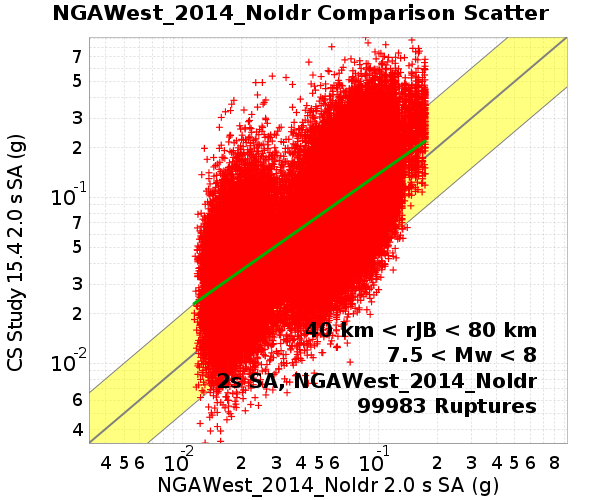 NGAWest_2014_NoIdr Comparison Scatter
CS Study 15.4 2.0 s SA (g)
7
5
3
2
10-1
7
5
3
2
10-2
6
4
40 km < rJB < 80 km
7.5 < Mw < 8
2s SA, NGAWest_2014_NoIdr
99983 Ruptures
4 5 6 10-2 2 3 4 5 6 10-1 2 3 4 5 6 8
NGAWest_2014_NoIdr 2.0 s SA (g)